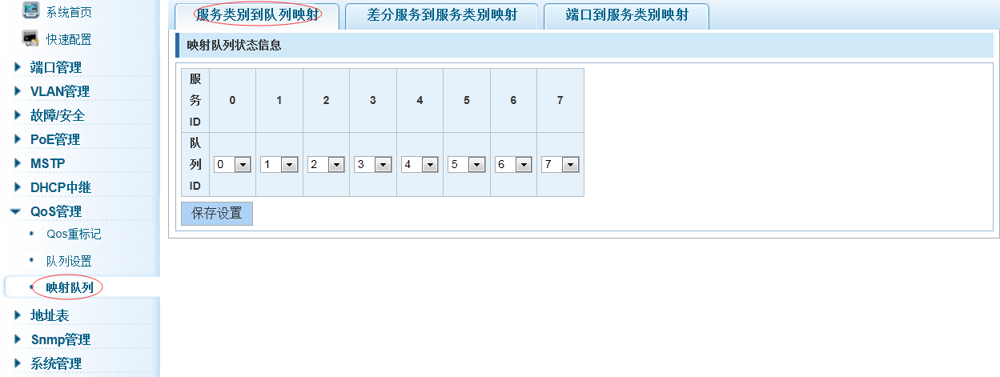 系统首页
快速配置
端口管理
VLAN管理
故障/安全
PoE管理
MSTP
DHCP中继
QoS管理
Qos重标记
队列设置
映射队列
地址表
Snmp管理
系统管理
服务类别到队列映射 差分服务到服务类别映射 端口到服务类别映射
映射队列状态信息
服务ID 0 1 2 3 4 5 6 7
队列ID 0 1 2 3 4 5 6 7
保存设置